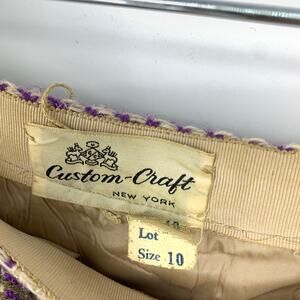 Custom-Craft
NEW YORK
Lot
Size 10